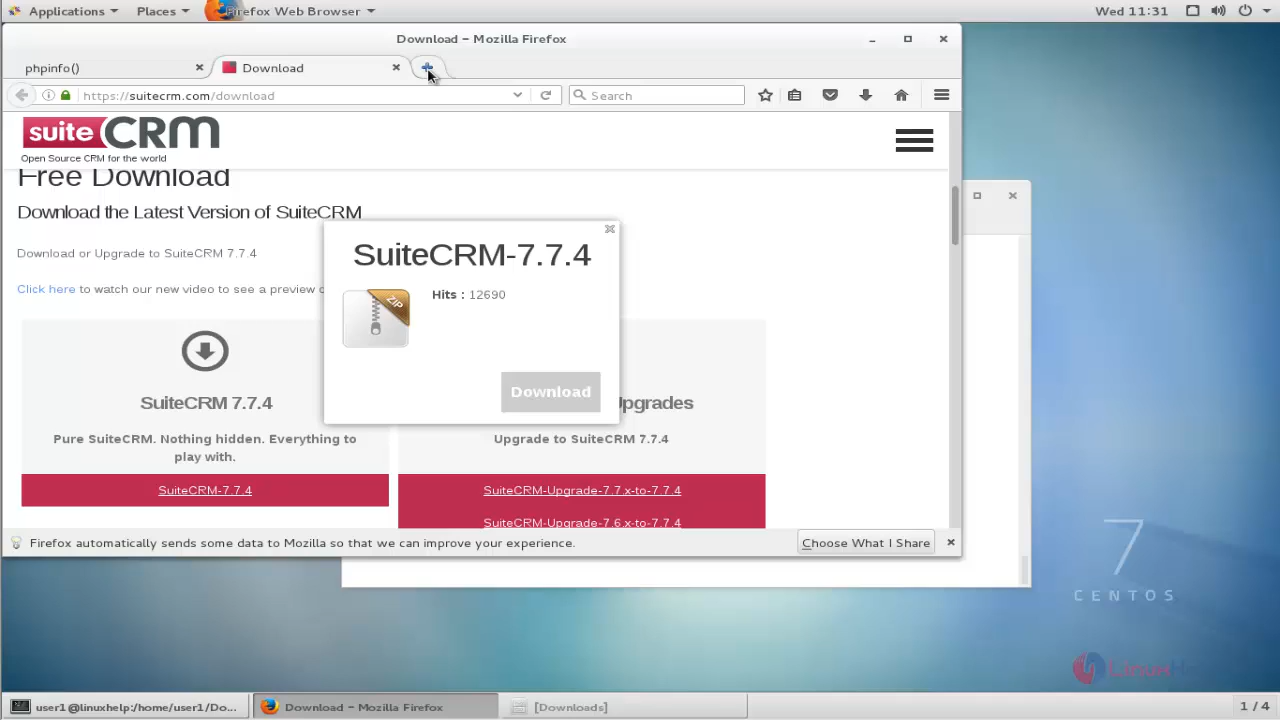 Applications Places Firefox Web Browser Wed 11:31
Download - Mozilla Firefox
phpinfo() Download
https://suitecrm.com/download Search
suiteCRM
Open Source CRM for the world
Free Download
Download the Latest Version of SuiteCRM
Download or Upgrade to SuiteCRM 7.7.4
Click here to watch our new video to see a preview
SuiteCRM-7.7.4
Hits : 12690
ZIP
Download
SuiteCRM 7.7.4
Pure SuiteCRM. Nothing hidden. Everything to
play with.
SuiteCRM-7.7.4
Upgrades
Upgrade to SuiteCRM 7.7.4
SuiteCRM-Upgrade-7.7.x-to-7.7.4
SuiteCRM-Upgrade-7.6.x-to-7.7.4
Firefox automatically sends some data to Mozilla so that we can improve your experience. Choose What I Share
7
CENTOS
user1@linuxhelp:/home/user1/Do... Download - Mozilla Firefox [Downloads] 1 / 4